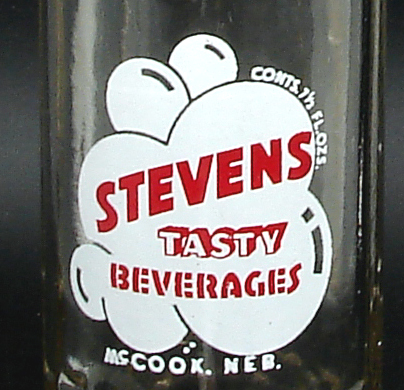 CONTS. 7½ FL. OZS.
STEVENS
TASTY
BEVERAGES
McCOOK. NEB.